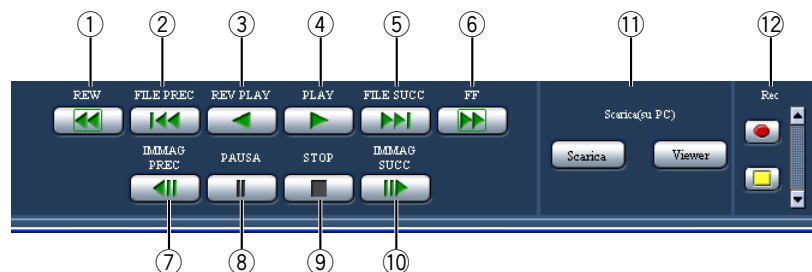 ① ② ③ ④ ⑤ ⑥ ⑪ ⑫
REW FILE PREC REV PLAY PLAY FILE SUCC FF
Scarica(su PC)
Rec
IMMAG PREC
PAUSA
STOP
IMMAG SUCC
Scarica
Viewer
⑦ ⑧ ⑨ ⑩